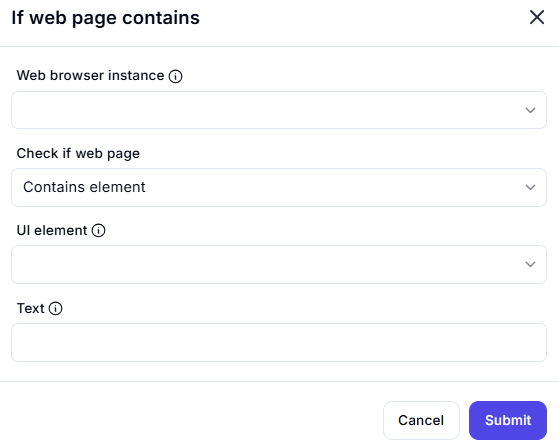 If web page contains
Web browser instance
Check if web page
Contains element
UI element
Text
Cancel Submit